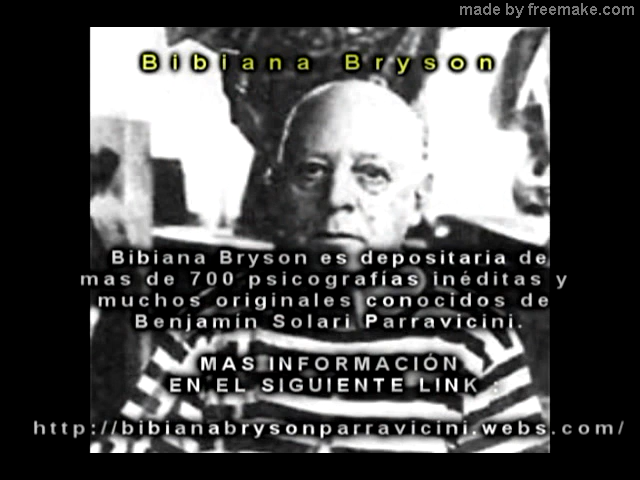 made by freemake.com
Bibiana Bryson
Bibiana Bryson es depositaria de
mas de 700 psicografías inéditas y
muchos originales conocidos de
Benjamin Solari Parravicini.
MAS INFORMACIÓN
EN EL SIGUIENTE LINK :
http://bibianabrysonparravicini.webs.com/